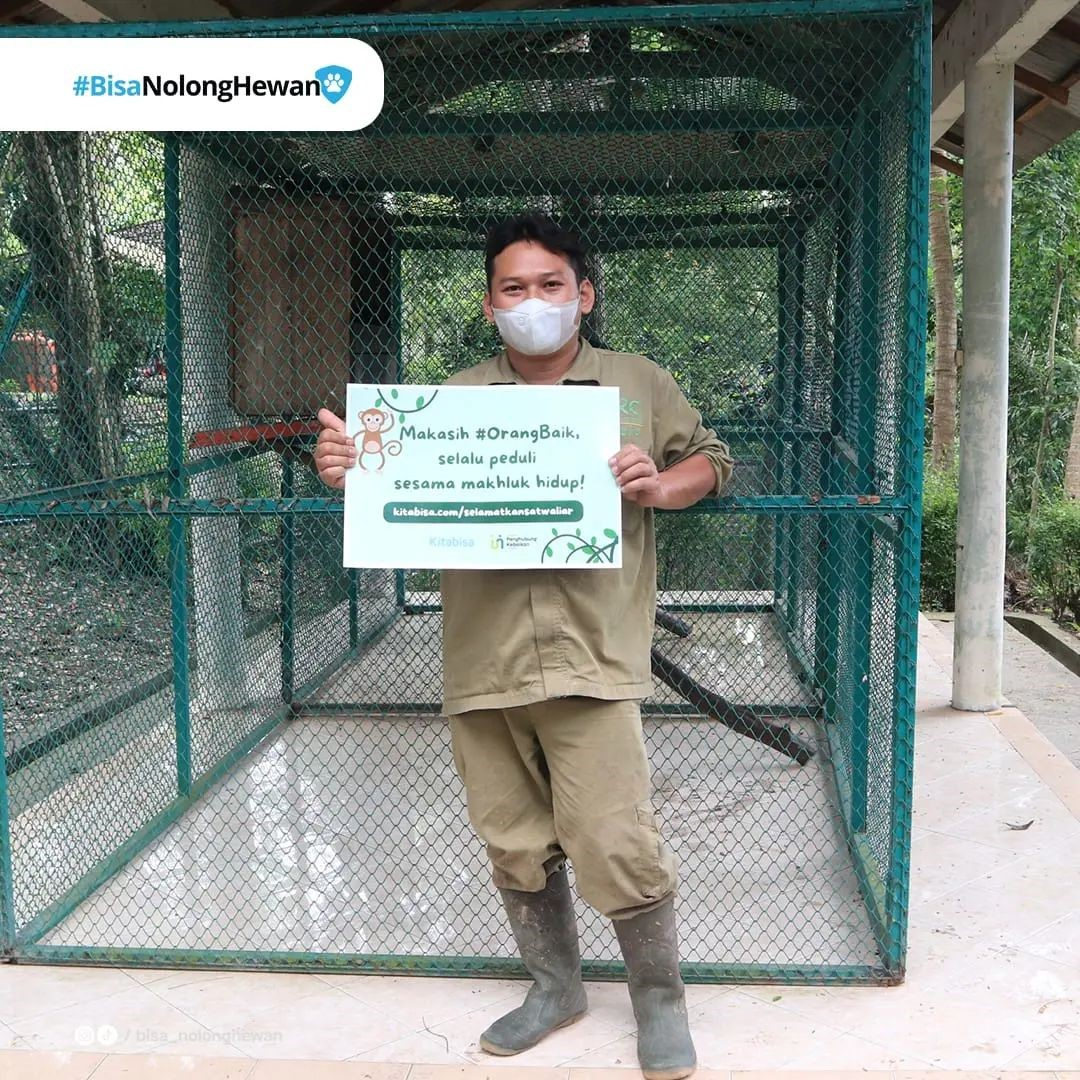 #BisaNolongHewan
Makasih #OrangBaik,
selalu peduli
sesama makhluk hidup!
kitabisa.com/selamatkansatwaliar
Kitabisa
Penghubung
Kebaikan
/ bisa_nolonghewan